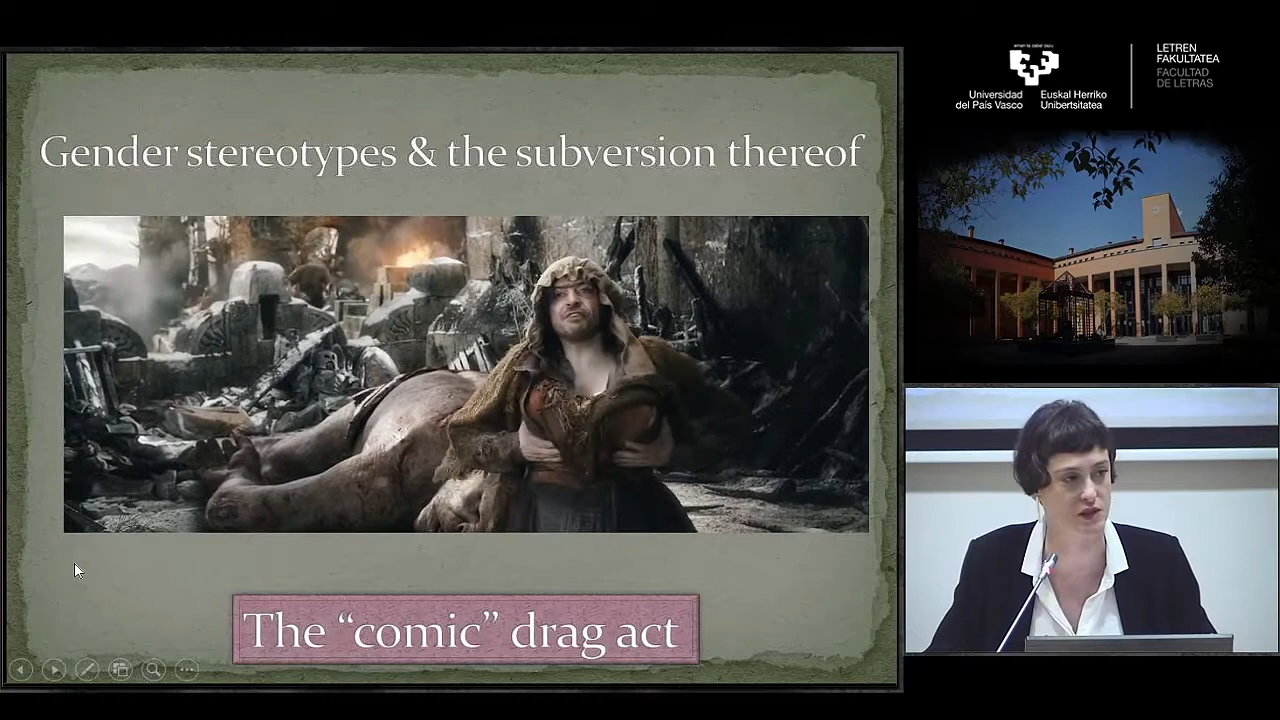 Gender stereotypes & the subversion thereof
The “comic” drag act
Universidad
del País Vasco
Euskal Herriko
Unibertsitatea
LETREN
FAKULTATEA
FACULTAD
DE LETRAS